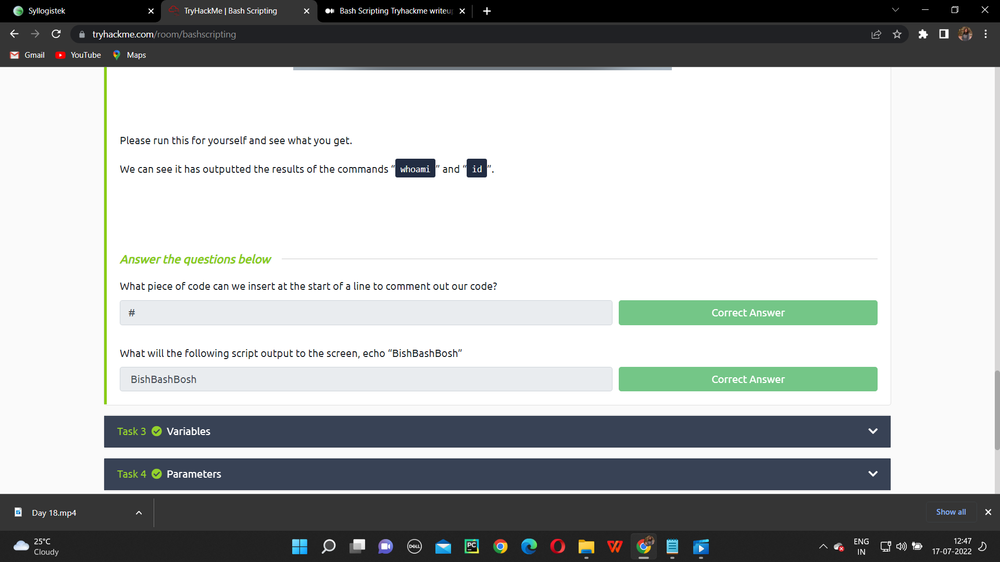 Syllogistek
TryHackMe | Bash Scripting
Bash Scripting Tryhackme writeup
tryhackme.com/room/bashscripting
Gmail
YouTube
Maps
Please run this for yourself and see what you get.
We can see it has outputted the results of the commands “whoami” and “id”.
Answer the questions below
What piece of code can we insert at the start of a line to comment out our code?
#
Correct Answer
What will the following script output to the screen, echo “BishBashBosh”
BishBashBosh
Correct Answer
Task 3 Variables
Task 4 Parameters
Day 18.mp4
Show all
25°C
Cloudy
DELL
PC
ENG
IN
12:47
17-07-2022